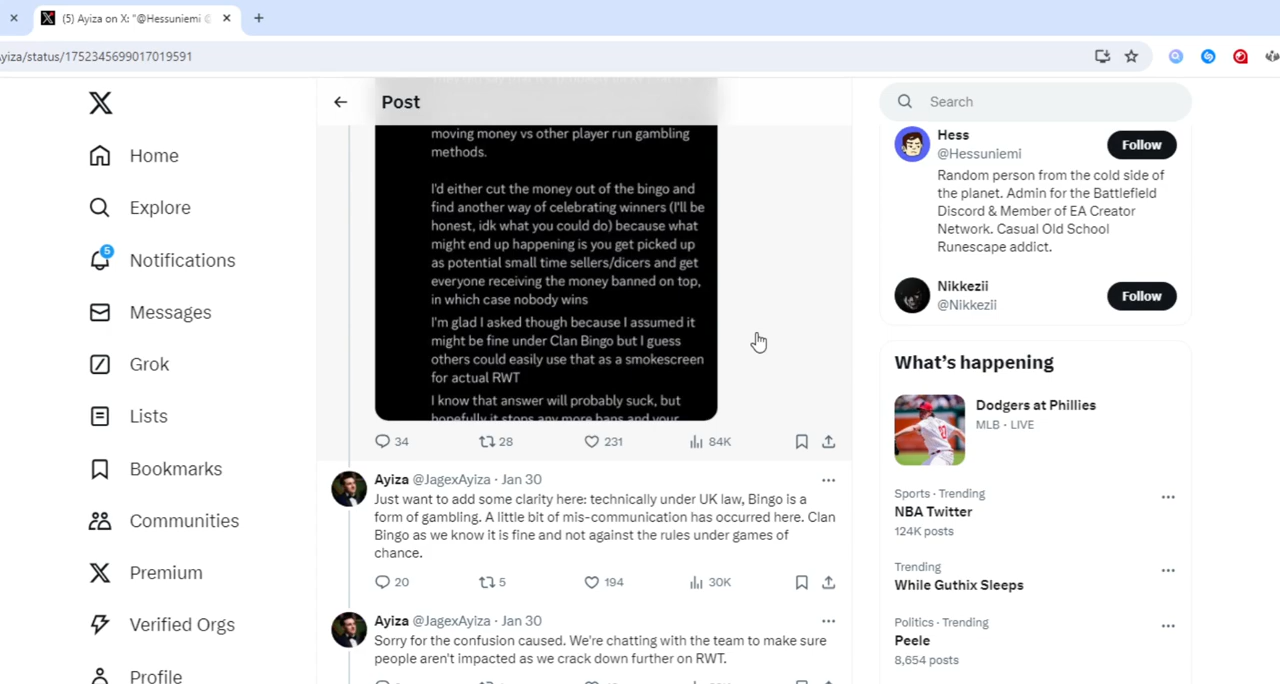 (5) Ayiza on X: "@Hessuniemi
yiza/status/1752345699017019591
Home
Explore
5
Notifications
Messages
Grok
Lists
Bookmarks
Communities
Premium
Verified Orgs
Profile
Post
moving money vs other player run gambling
methods.
I'd either cut the money out of the bingo and
find another way of celebrating winners (I'll be
honest, idk what you could do) because what
might end up happening is you get picked up
as potential small time sellers/dicers and get
everyone receiving the money banned on top,
in which case nobody wins
I'm glad I asked though because I assumed it
might be fine under Clan Bingo but I guess
others could easily use that as a smokescreen
for actual RWT
I know that answer will probably suck, but
hopefully it stops any more bans and your
34 28 231 84K
Ayiza @JagexAyiza · Jan 30
Just want to add some clarity here: technically under UK law, Bingo is a
form of gambling. A little bit of mis-communication has occurred here. Clan
Bingo as we know it is fine and not against the rules under games of
chance.
20 5 194 30K
Ayiza @JagexAyiza · Jan 30
Sorry for the confusion caused. We're chatting with the team to make sure
people aren't impacted as we crack down further on RWT.
Search
Hess
@Hessuniemi
Follow
Random person from the cold side of
the planet. Admin for the Battlefield
Discord & Member of EA Creator
Network. Casual Old School
Runescape addict.
Nikkezii
@Nikkezii
Follow
What's happening
Dodgers at Phillies
MLB · LIVE
Sports · Trending
NBA Twitter
124K posts
Trending
While Guthix Sleeps
Politics · Trending
Peele
8,654 posts